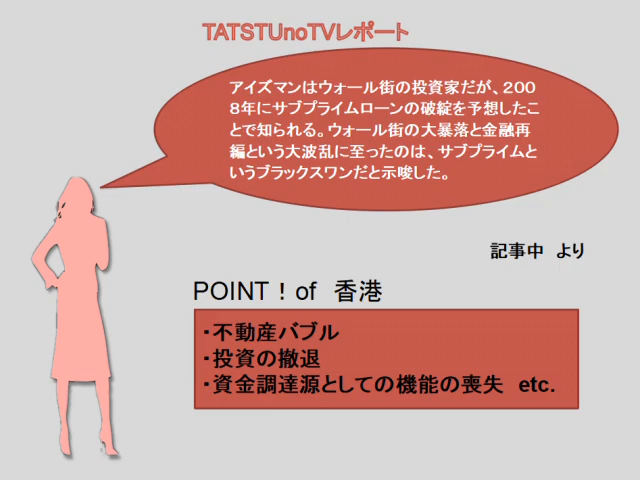 TATSTUnoTVレポート
アイズマンはウォール街の投資家だが、２００
８年にサブプライムローンの破綻を予想したこ
とで知られる。ウォール街の大暴落と金融再
編という大波乱に至ったのは、サブプライムと
いうブラックスワンだと示唆した。
記事中　より
POINT！of　香港
・不動産バブル
・投資の撤退
・資金調達源としての機能の喪失　etc.